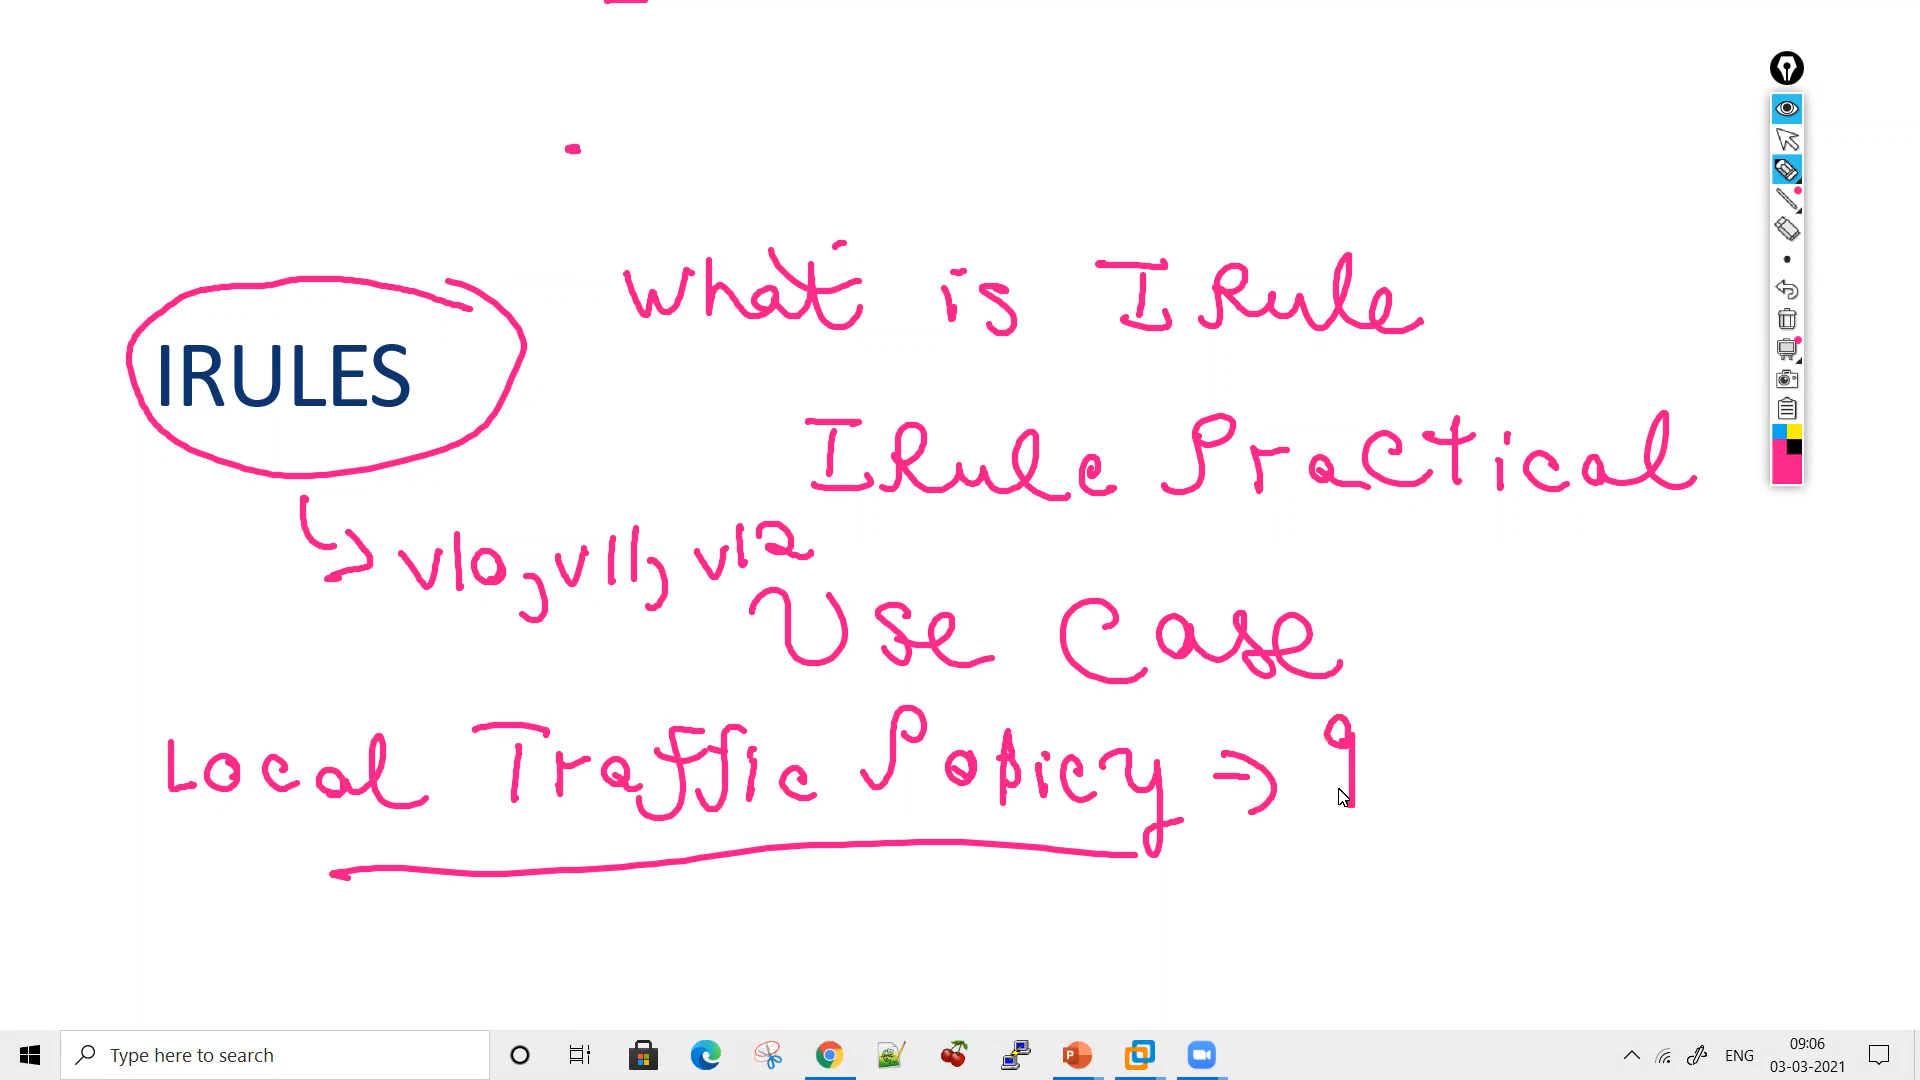 What is IRule
IRULES
IRule Practical
v10, v11, v12
Use Case
Local Traffic Policy => 9
Type here to search
ENG
09:06
03-03-2021